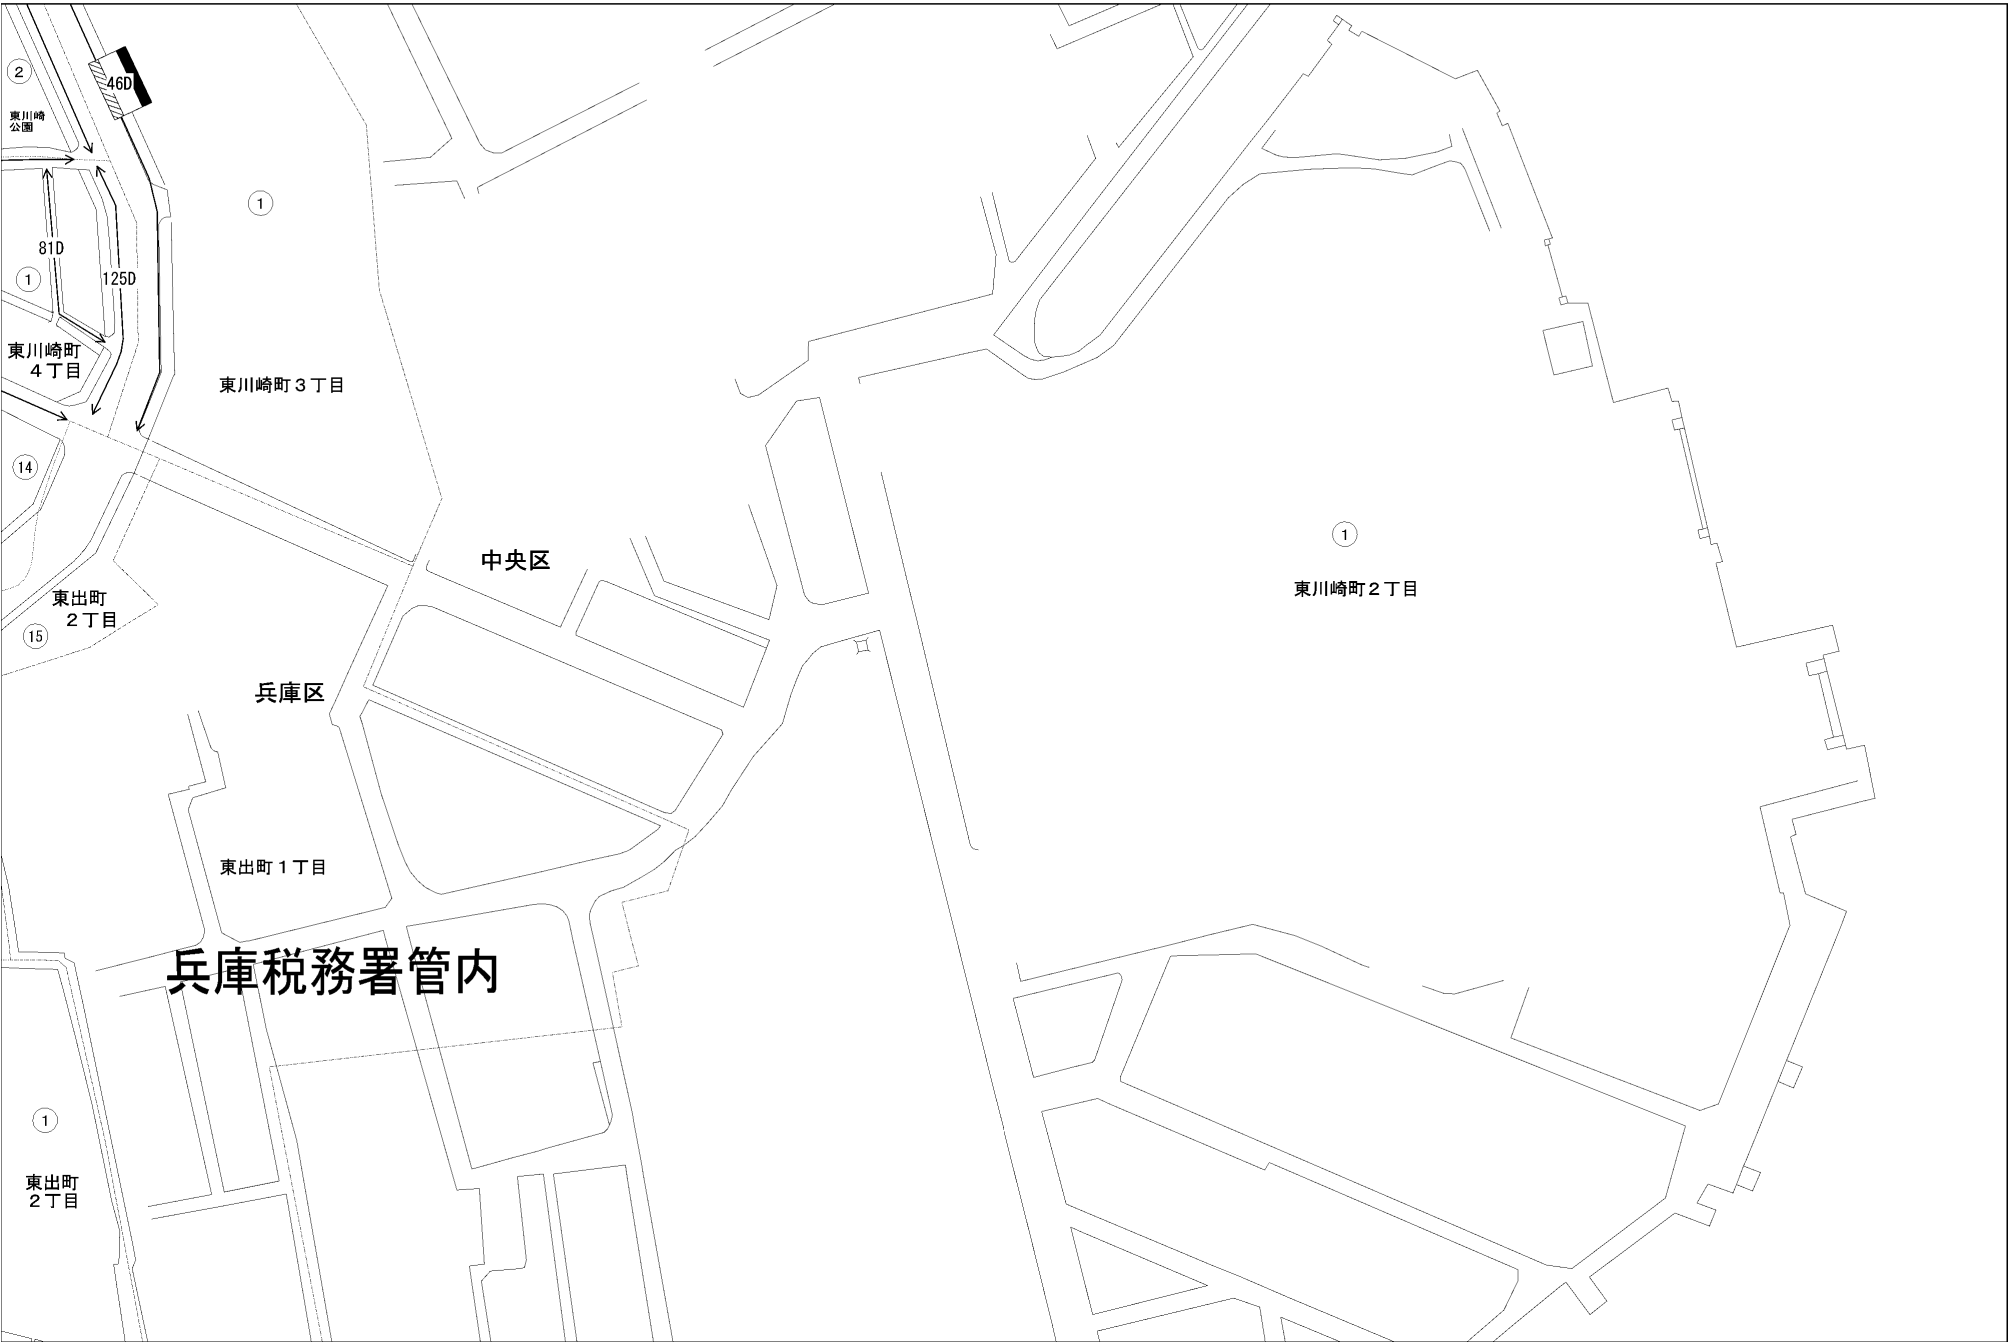 2
46D
東川崎
公園
1
81D
1
125D
東川崎町
4丁目
東川崎町3丁目
14
中央区
1
東川崎町2丁目
東出町
2丁目
15
兵庫区
東出町1丁目
兵庫税務署管内
1
東出町
2丁目